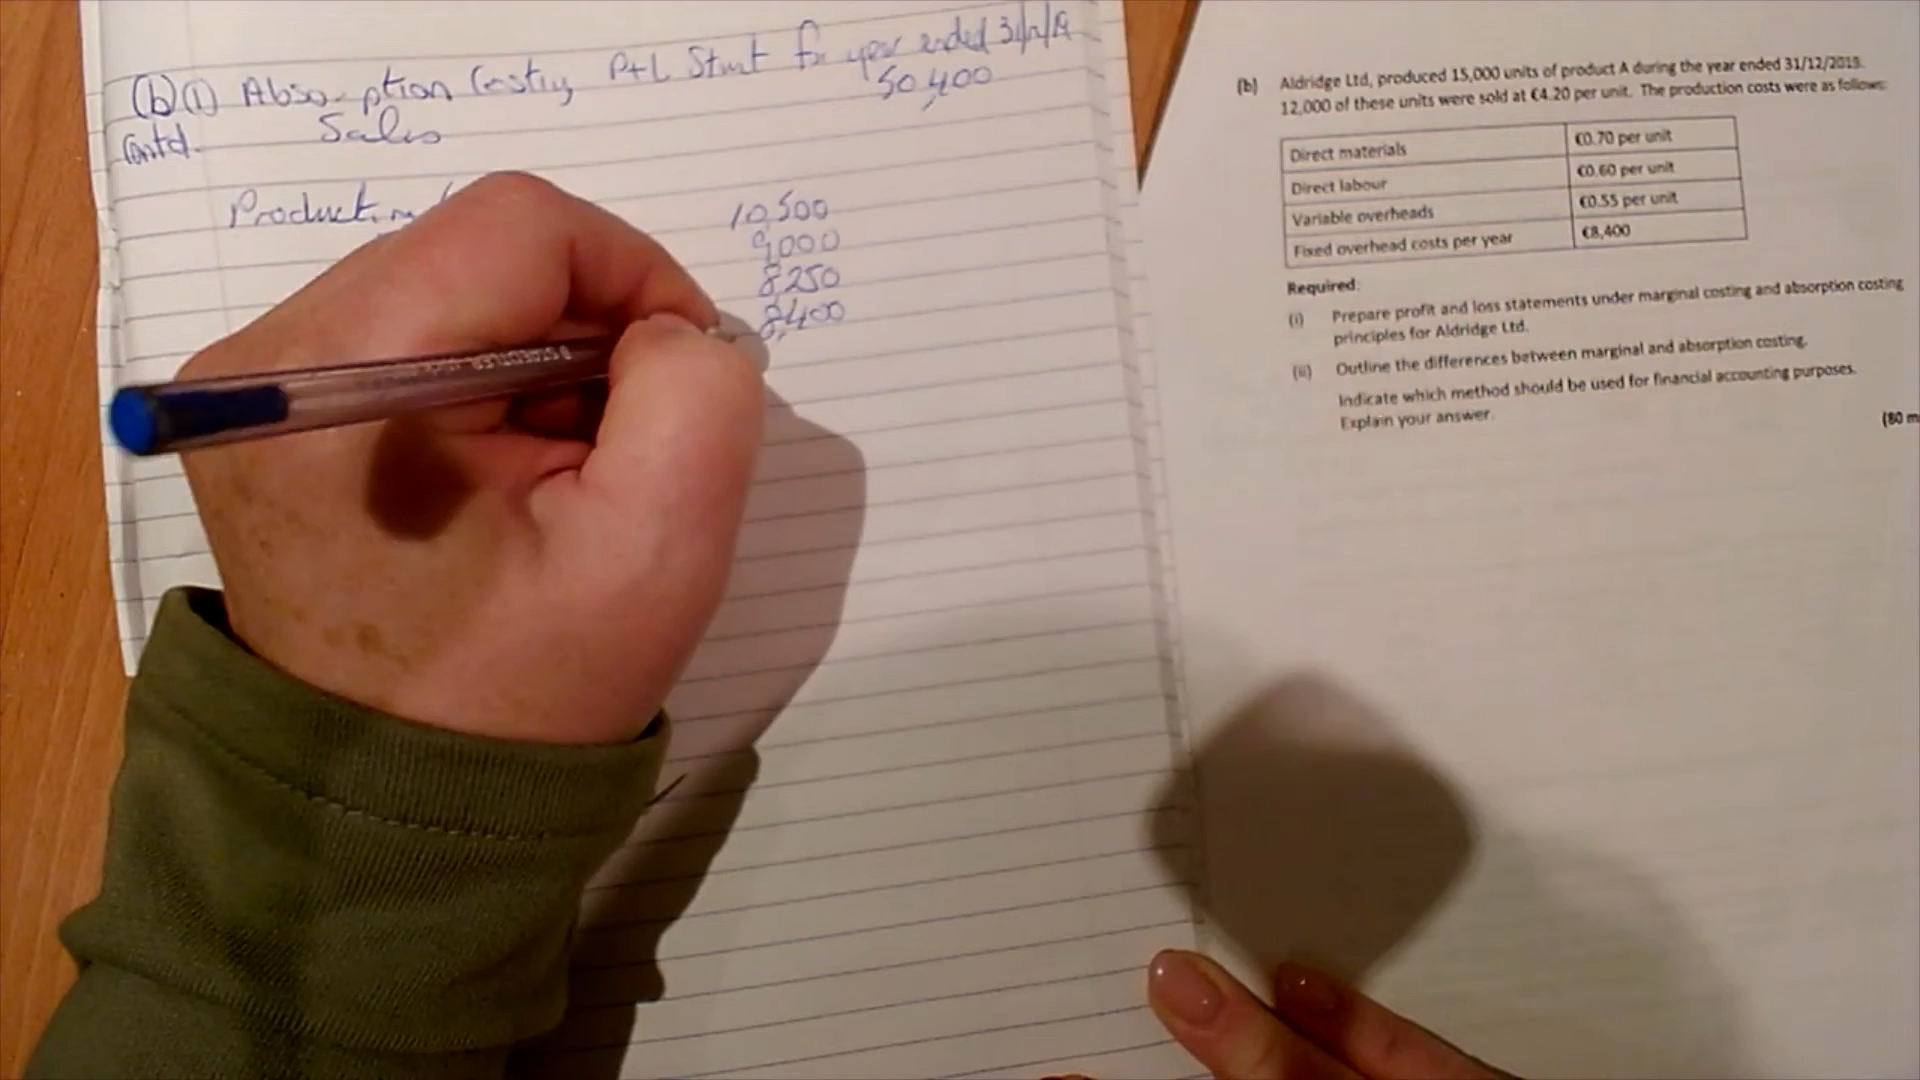 (b)(1) Absorption Costing P+L Stmt for year ended 31/12/19
Contd.
Sales 50,400
Production
10,500
9,000
8,250
8,400
(b) Aldridge Ltd, produced 15,000 units of product A during the year ended
12,000 of these units were sold at €4.20 per unit. The production costs were as follows:
Direct materials €0.70 per unit
Direct labour €0.60 per unit
Variable overheads €0.55 per unit
Fixed overhead costs per year €8,400
Required:
(i) Prepare profit and loss statements under marginal costing and absorption costing
principles for Aldridge Ltd.
(ii) Outline the differences between marginal and absorption costing.
Indicate which method should be used for financial accounting purposes.
Explain your answer.
(80 m
STAEDTLER